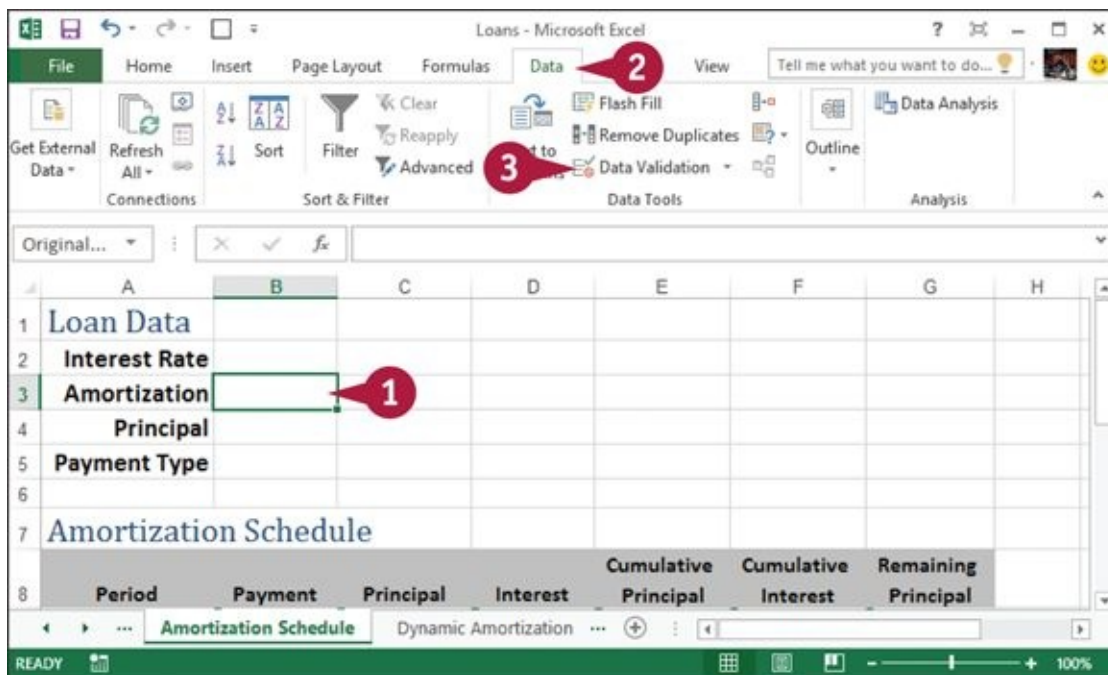 Loans - Microsoft Excel
File Home Insert Page Layout Formulas Data 2 View Tell me what you want to do...
Get External Data
Refresh All
Connections
Sort
Filter
Clear
Reapply
Advanced
Sort & Filter
3
to
Flash Fill
Remove Duplicates
Data Validation
Data Tools
Outline
Data Analysis
Analysis
Original... fx
A B C D E F G H
1 Loan Data
2 Interest Rate
3 Amortization 1
4 Principal
5 Payment Type
6
7 Amortization Schedule
8 Period Payment Principal Interest Cumulative Principal Cumulative Interest Remaining Principal
... Amortization Schedule Dynamic Amortization ...
READY 100%